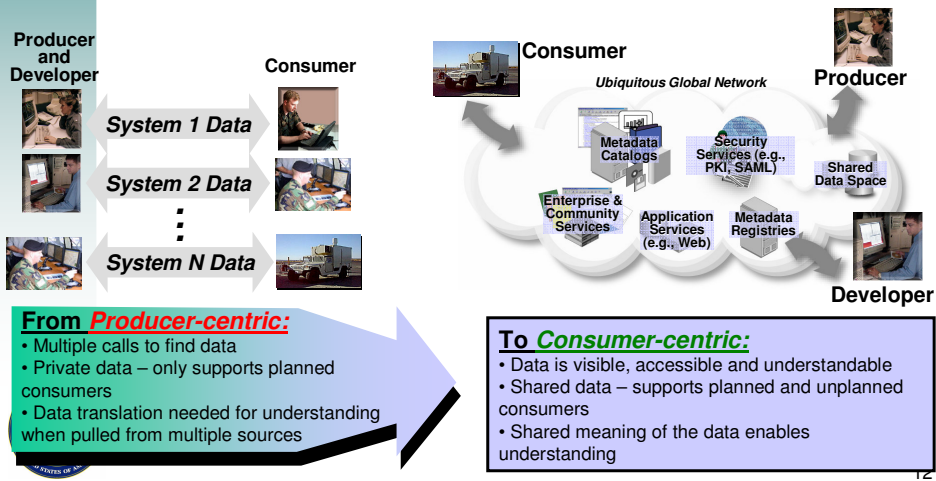 Producer
and
Developer
Consumer
System 1 Data
System 2 Data
⋮
System N Data
Consumer
Producer
Ubiquitous Global Network
Metadata
Catalogs
Security
Services (e.g.,
PKI, SAML)
Shared
Data Space
Enterprise &
Community
Services
Application
Services
(e.g., Web)
Metadata
Registries
Developer
From Producer-centric:
• Multiple calls to find data
• Private data – only supports planned
consumers
• Data translation needed for understanding
when pulled from multiple sources
To Consumer-centric:
• Data is visible, accessible and understandable
• Shared data – supports planned and unplanned
consumers
• Shared meaning of the data enables
understanding
STATES OF
12